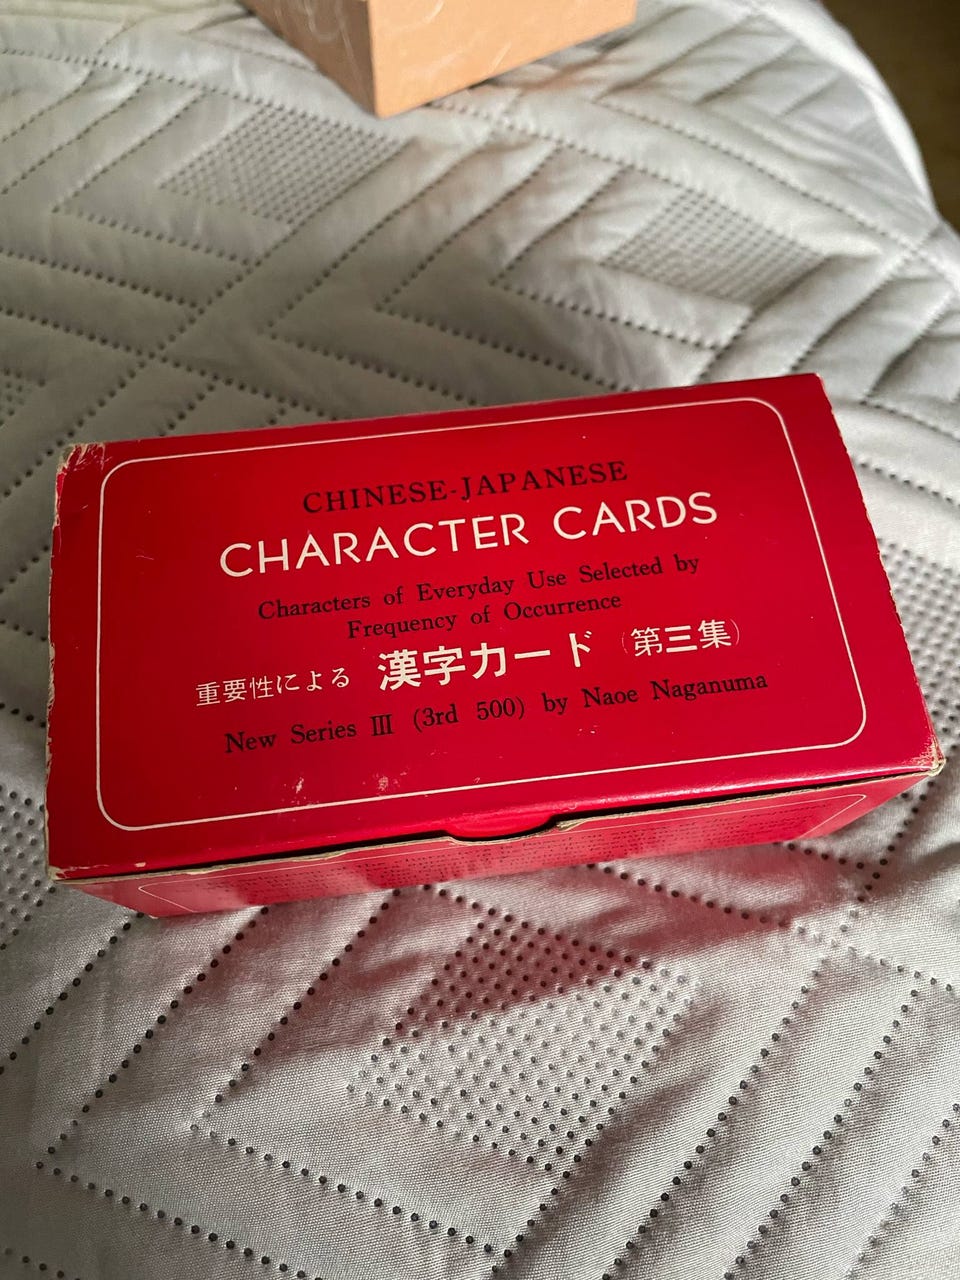 CHINESE-JAPANESE
CHARACTER CARDS
Characters of Everyday Use Selected by
Frequency of Occurrence
重要性による 漢字カード (第三集)
New Series III (3rd 500) by Naoe Naganuma